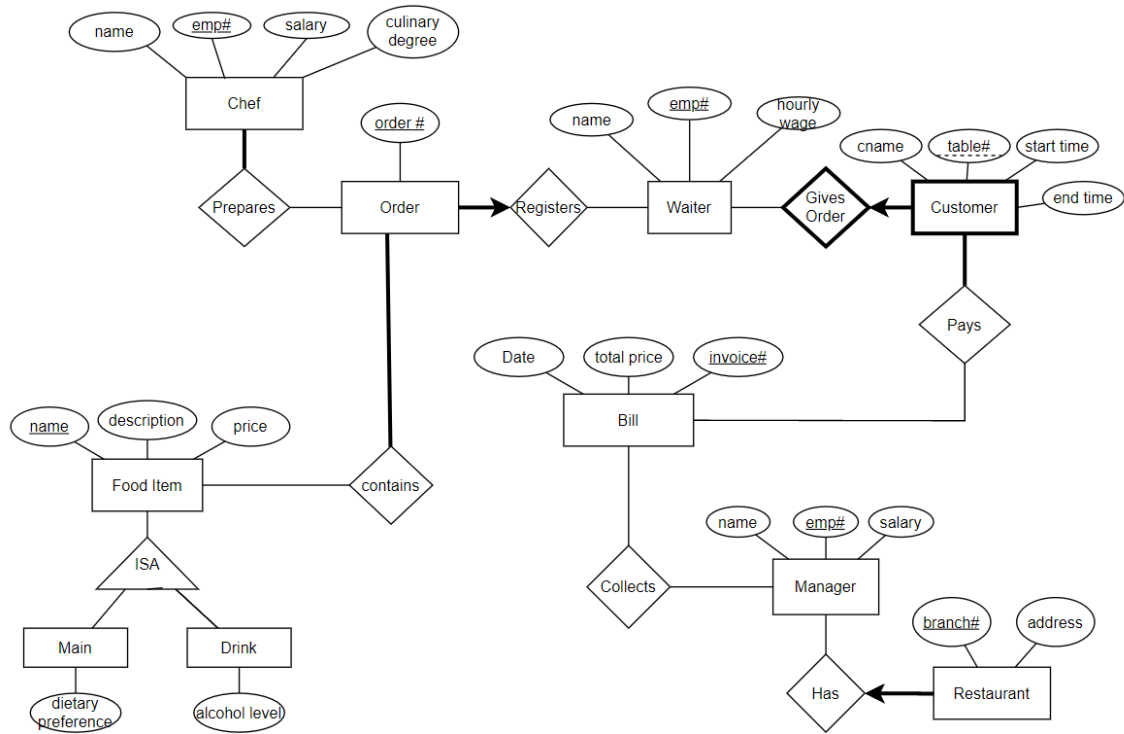 name
emp#
salary
culinary
degree
Chef
order #
name
emp#
hourly
wage
cname
table#
start time
end time
Prepares
Order
Registers
Waiter
Gives
Order
Customer
Pays
Date
total price
invoice#
Bill
name
description
price
Food Item
contains
ISA
name
emp#
salary
Collects
Manager
Main
Drink
branch#
address
dietary
preference
alcohol level
Has
Restaurant